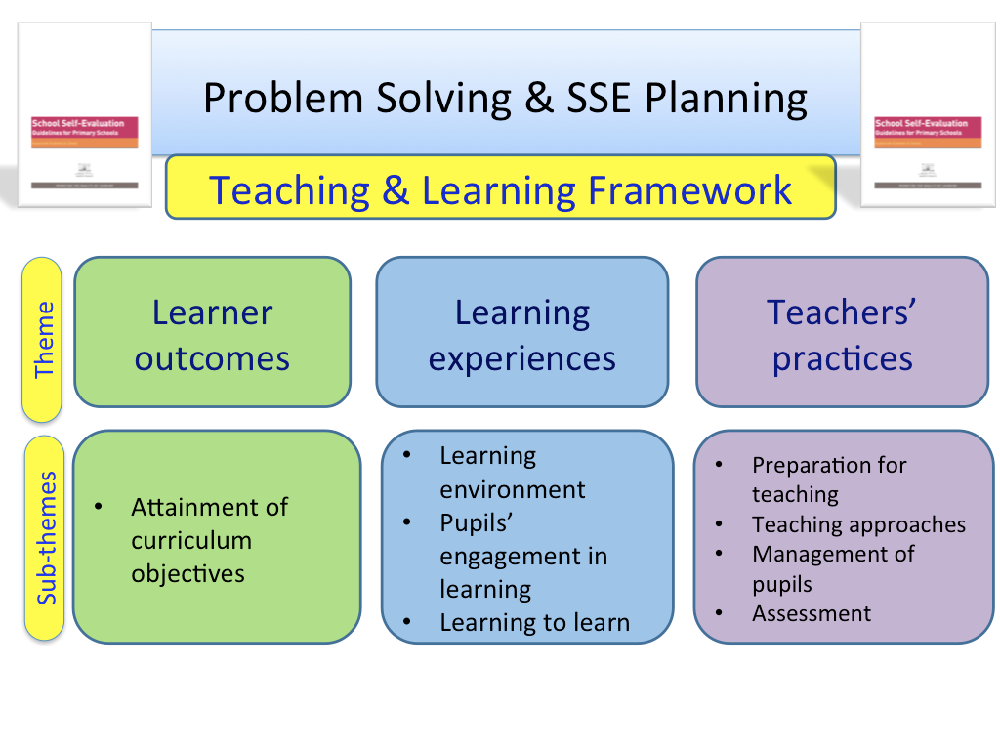 Problem Solving & SSE Planning
School Self-Evaluation
Guidelines for Primary Schools
School Self-Evaluation
Guidelines for Primary Schools
Teaching & Learning Framework
Theme
Learner
outcomes
Learning
experiences
Teachers’
practices
Sub-themes
• Attainment of
curriculum
objectives
• Learning
environment
• Pupils’
engagement in
learning
• Learning to learn
• Preparation for
teaching
• Teaching approaches
• Management of
pupils
• Assessment